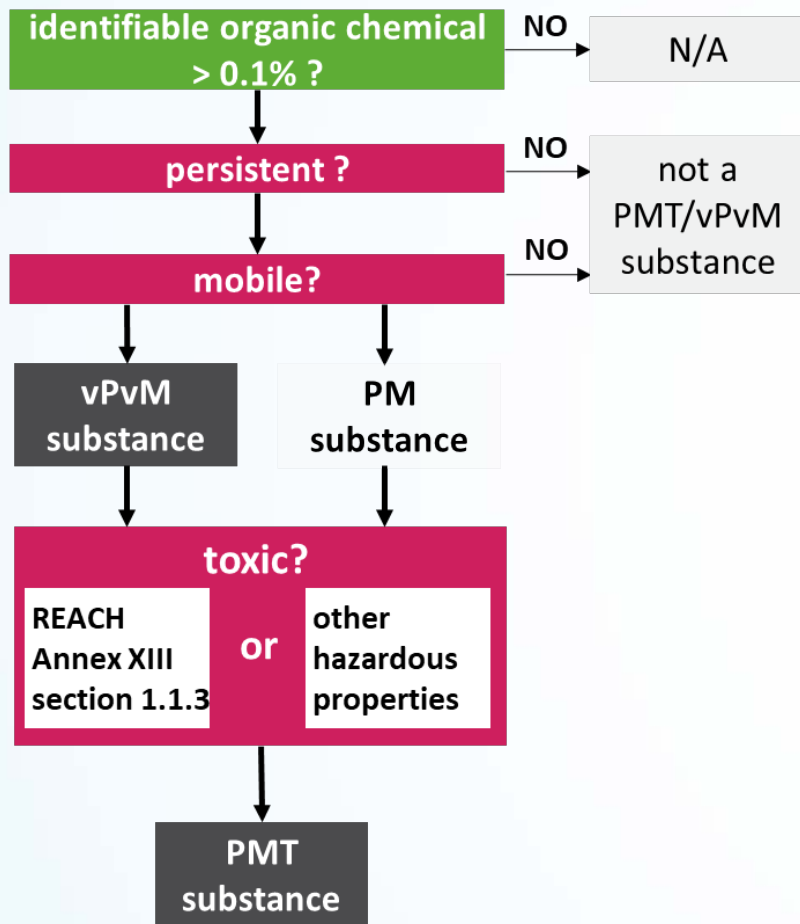 identifiable organic chemical
> 0.1% ?
NO
N/A
persistent ?
NO
not a
PMT/vPvM
substance
mobile?
NO
vPvM
substance
PM
substance
toxic?
REACH
Annex XIII
section 1.1.3
or
other
hazardous
properties
PMT
substance